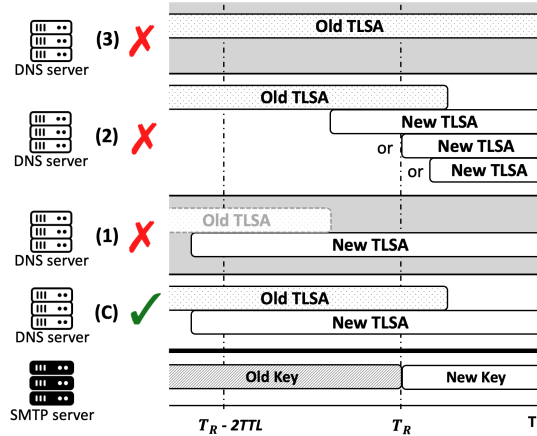 Old TLSA
(3)
DNS server
Old TLSA
New TLSA
(2)
or New TLSA
DNS server
or New TLSA
Old TLSA
(1)
New TLSA
DNS server
Old TLSA
(C)
New TLSA
DNS server
Old Key
New Key
SMTP server
T_R - 2TTL
T_R
T